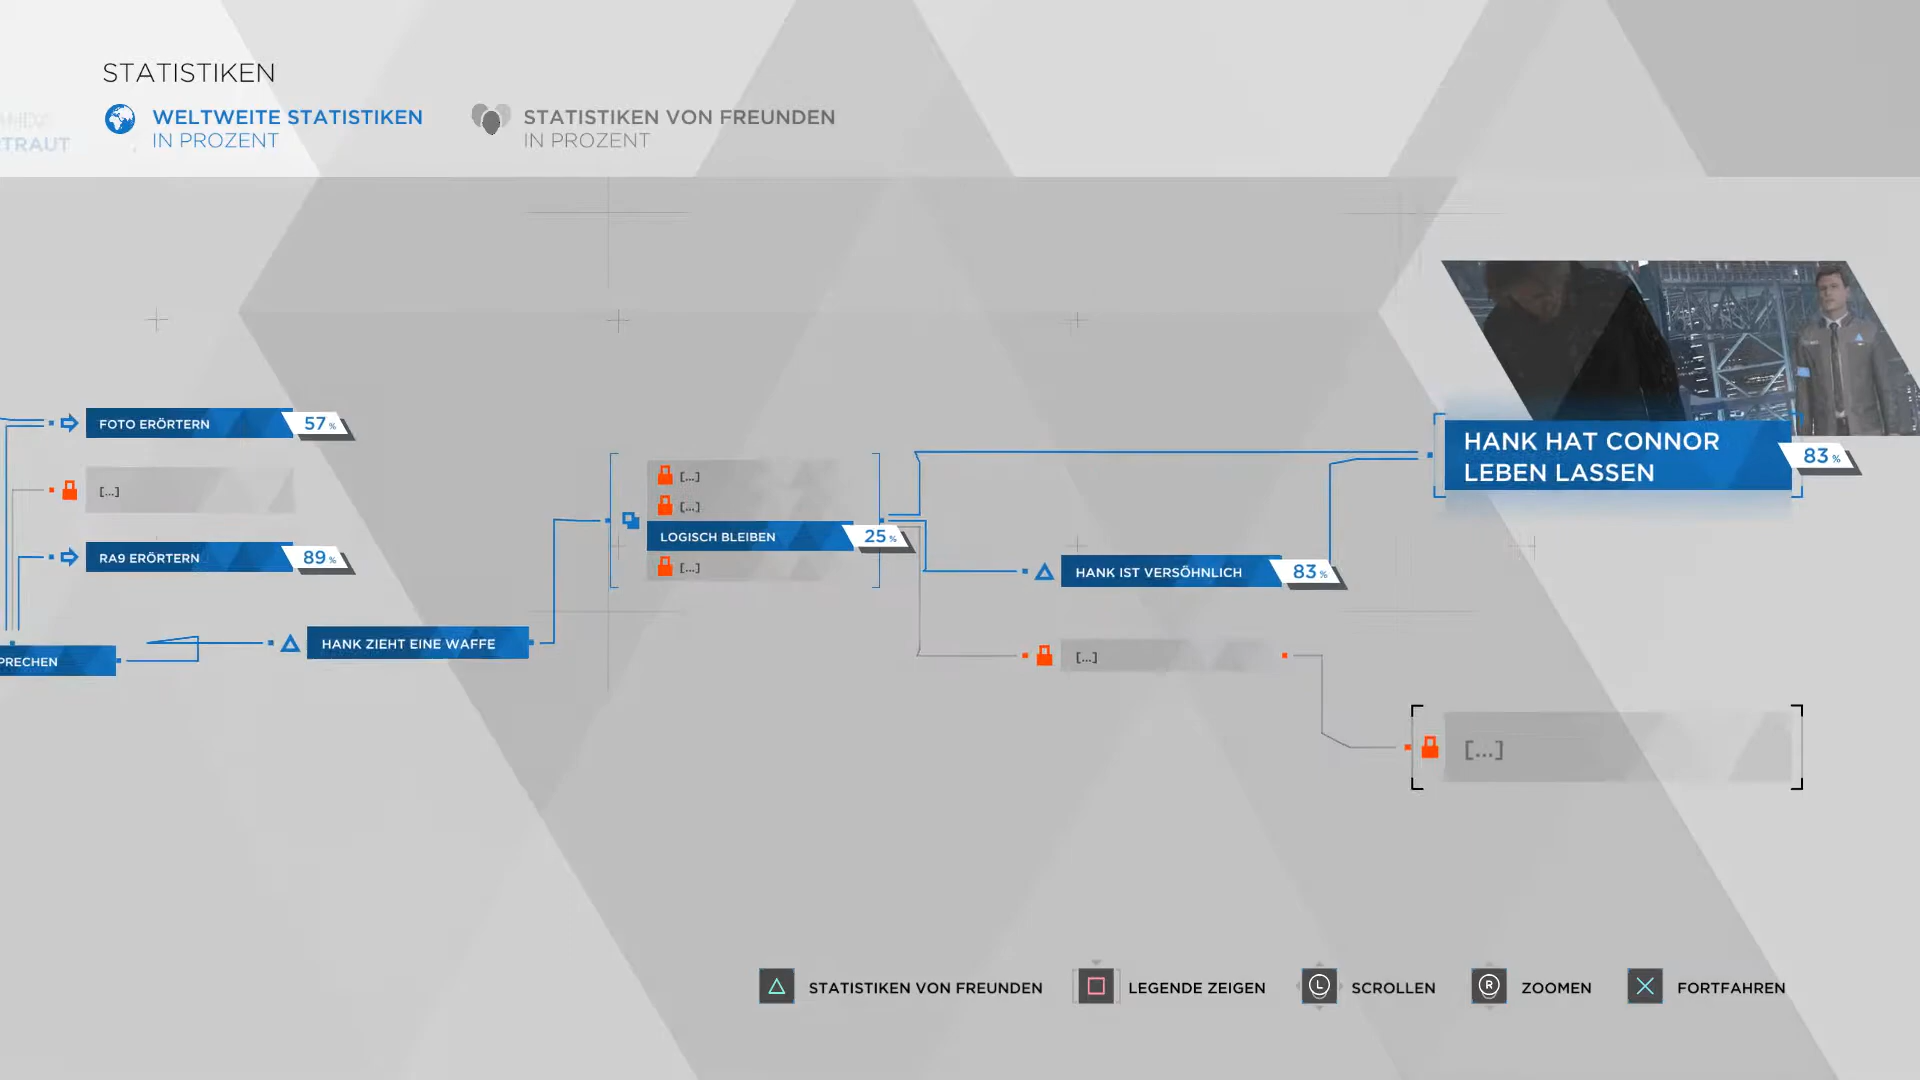 STATISTIKEN
WELTWEITE STATISTIKEN
IN PROZENT
STATISTIKEN VON FREUNDEN
IN PROZENT
TRAUT
FOTO ERÖRTERN 57 %
[...]
RA9 ERÖRTERN 89 %
PRECHEN
HANK ZIEHT EINE WAFFE
[...]
[...]
LOGISCH BLEIBEN 25 %
[...]
HANK IST VERSÖHNLICH 83 %
[...]
HANK HAT CONNOR
LEBEN LASSEN
83 %
[...]
STATISTIKEN VON FREUNDEN
LEGENDE ZEIGEN
L SCROLLEN
R ZOOMEN
FORTFAHREN